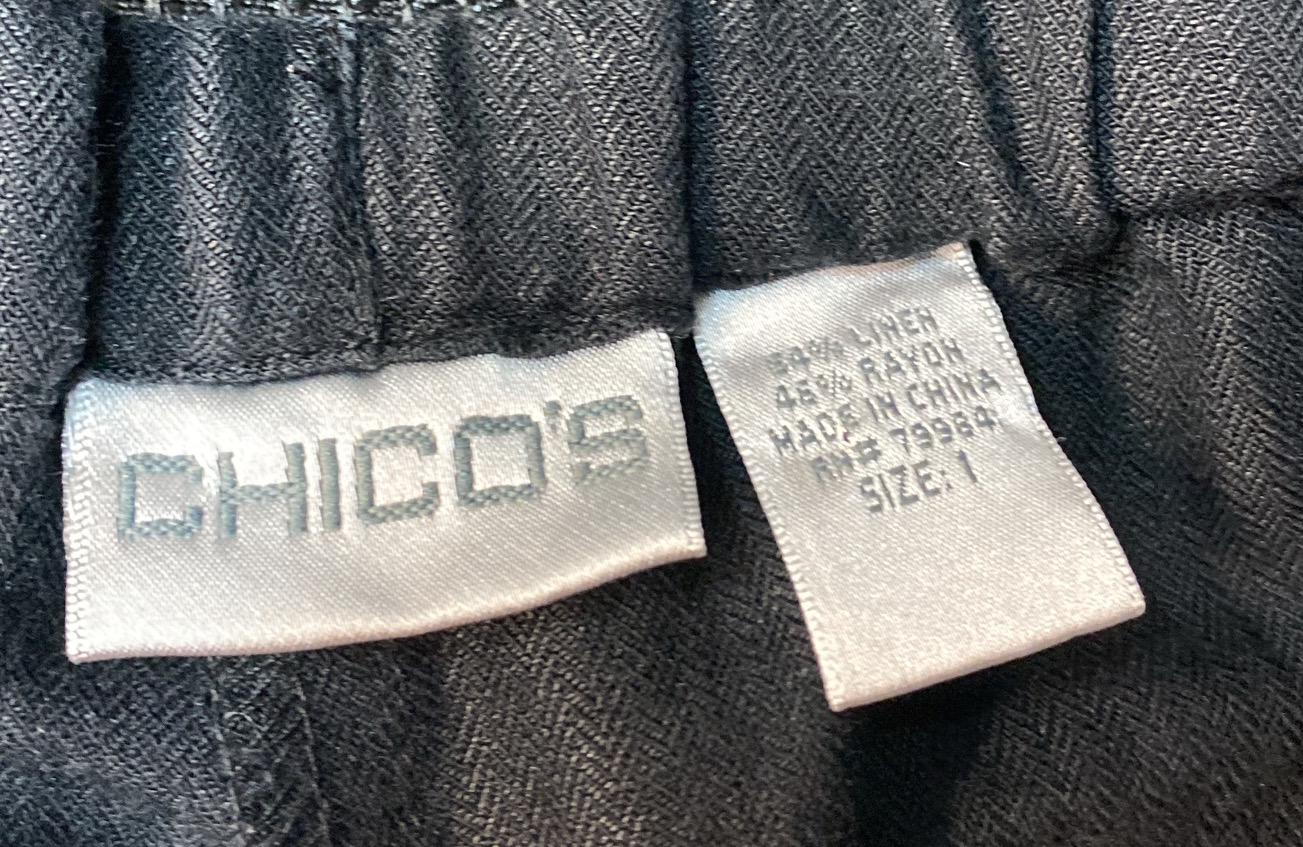 CHICO'S
54% LINEN
46% RAYON
MADE IN CHINA
RN# 79984
SIZE: 1